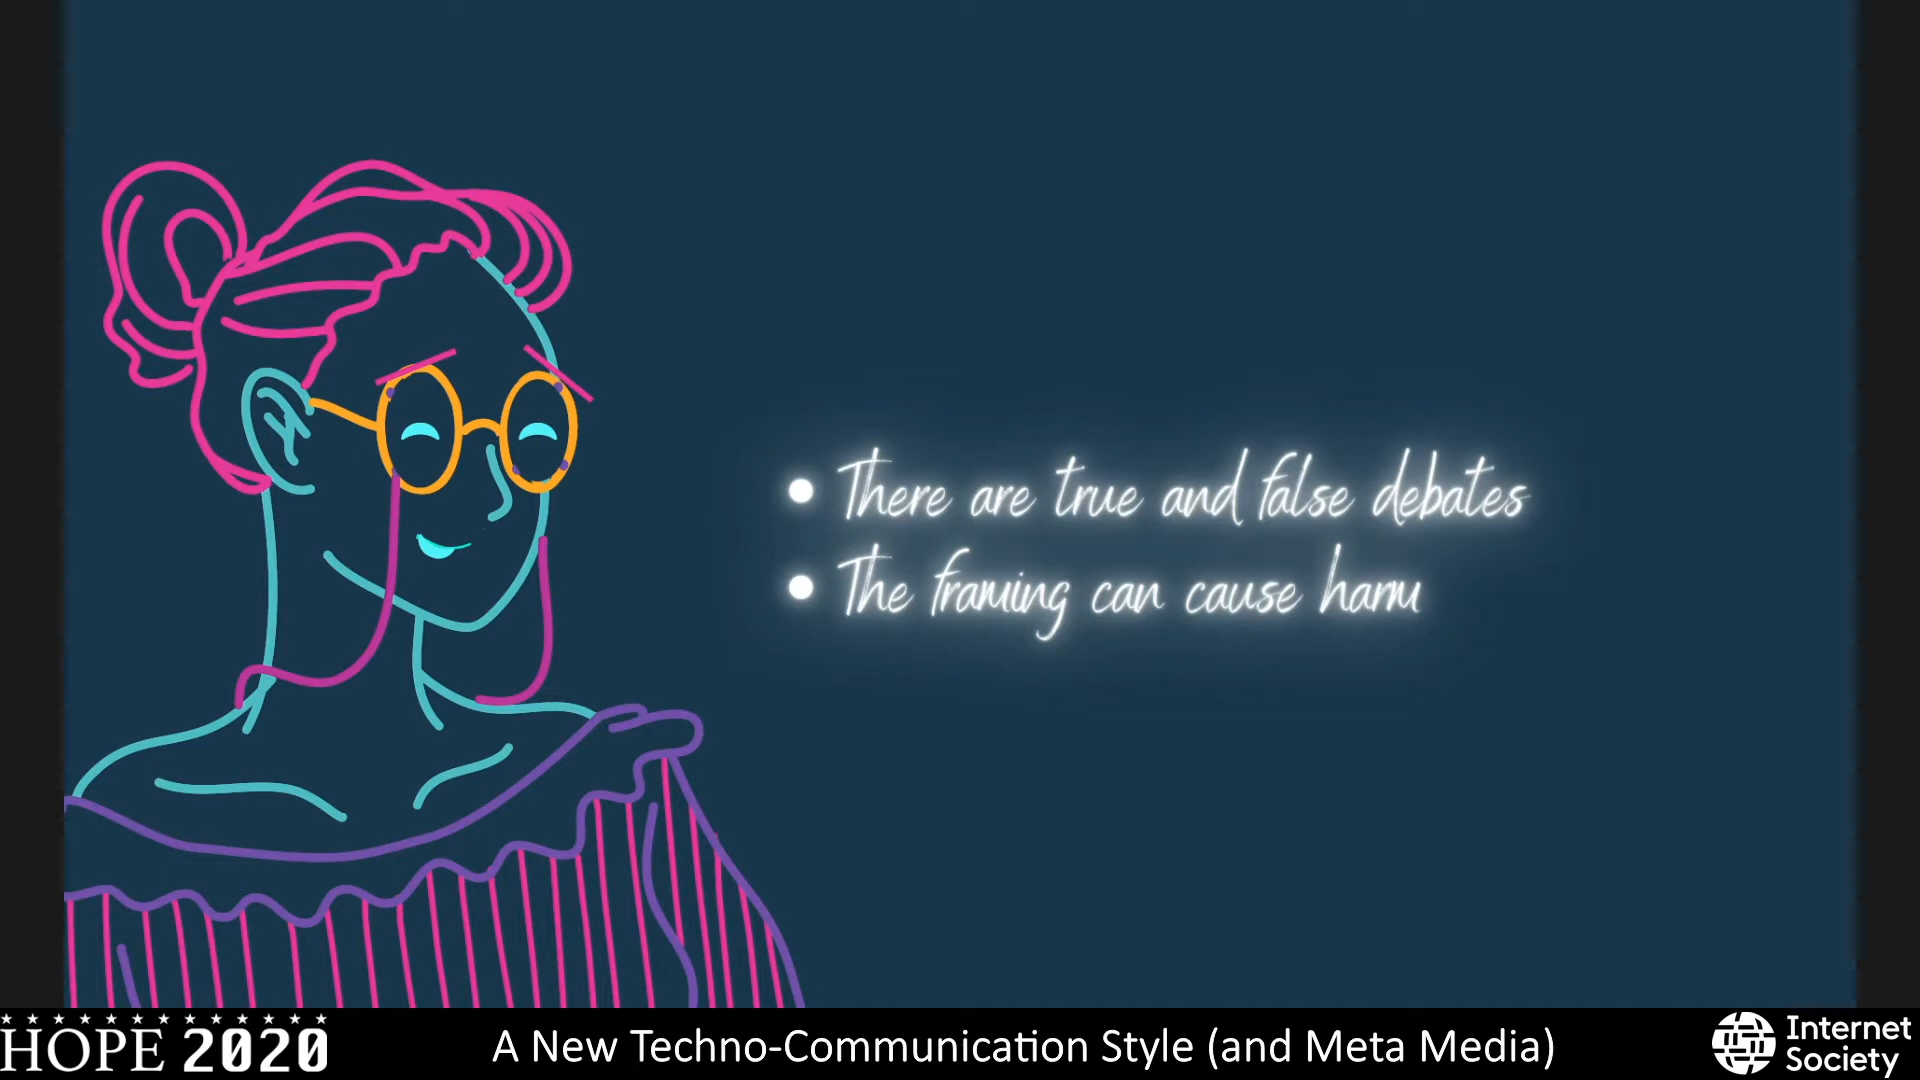 • There are true and false debates
• The framing can cause harm
HOPE 2020
A New Techno-Communication Style (and Meta Media)
Internet
Society